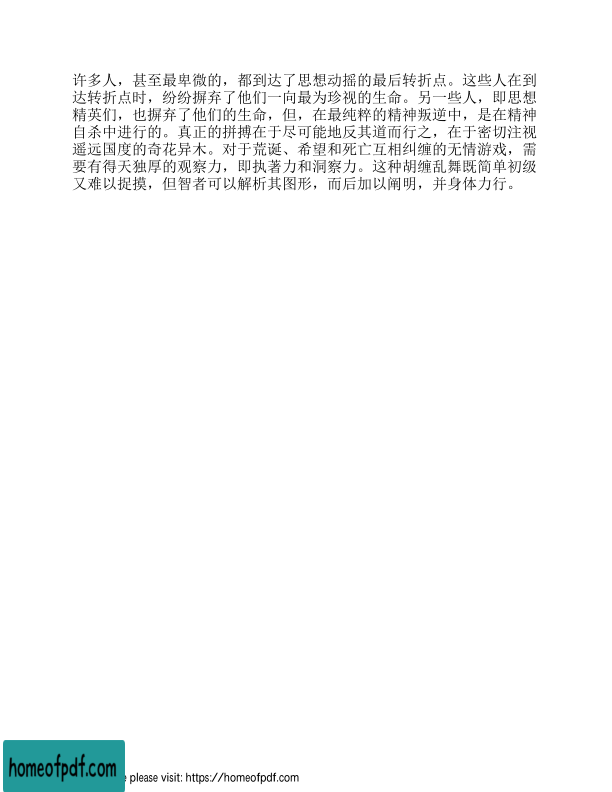 许多人，甚至最卑微的，都到达了思想动摇的最后转折点。这些人在到
达转折点时，纷纷摒弃了他们一向最为珍视的生命。另一些人，即思想
精英们，也摒弃了他们的生命，但，在最纯粹的精神叛逆中，是在精神
自杀中进行的。真正的拼搏在于尽可能地反其道而行之，在于密切注视
遥远国度的奇花异木。对于荒诞、希望和死亡互相纠缠的无情游戏，需
要有得天独厚的观察力，即执著力和洞察力。这种胡缠乱舞既简单初级
又难以捉摸，但智者可以解析其图形，而后加以阐明，并身体力行。
homeofpdf.com
e please visit: https://homeofpdf.com